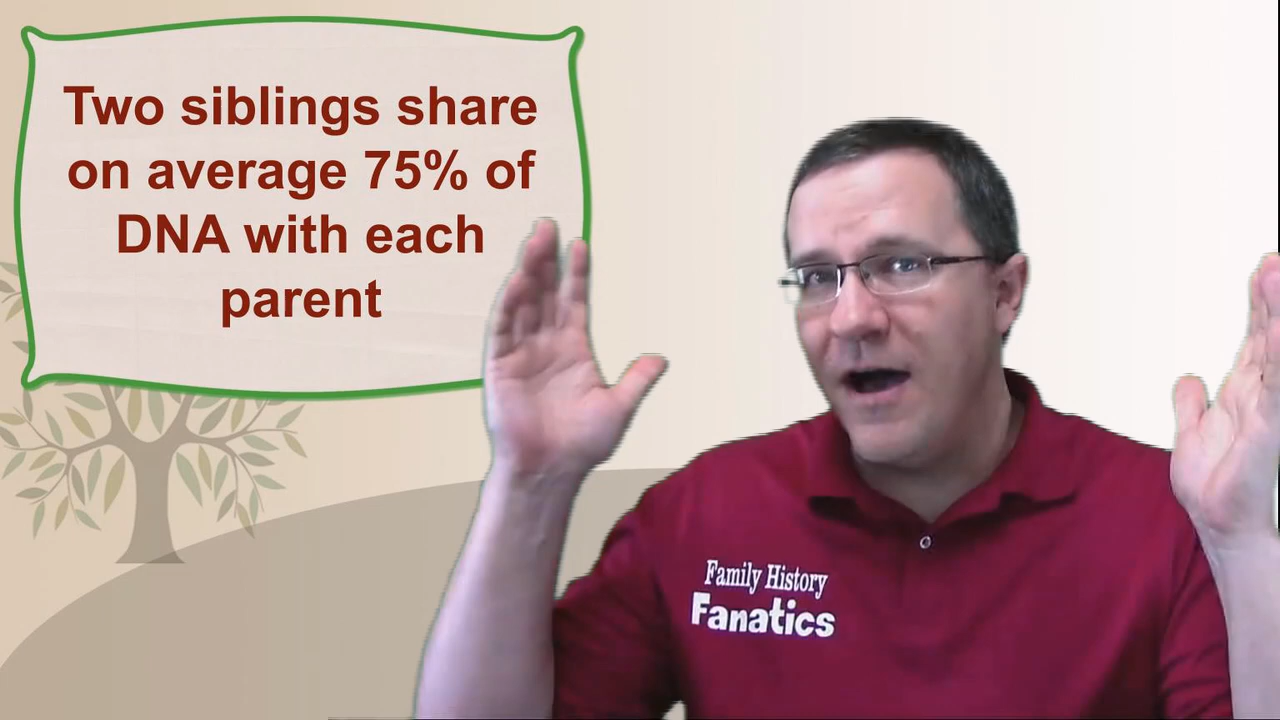 Two siblings share
on average 75% of
DNA with each
parent
Family History
Fanatics